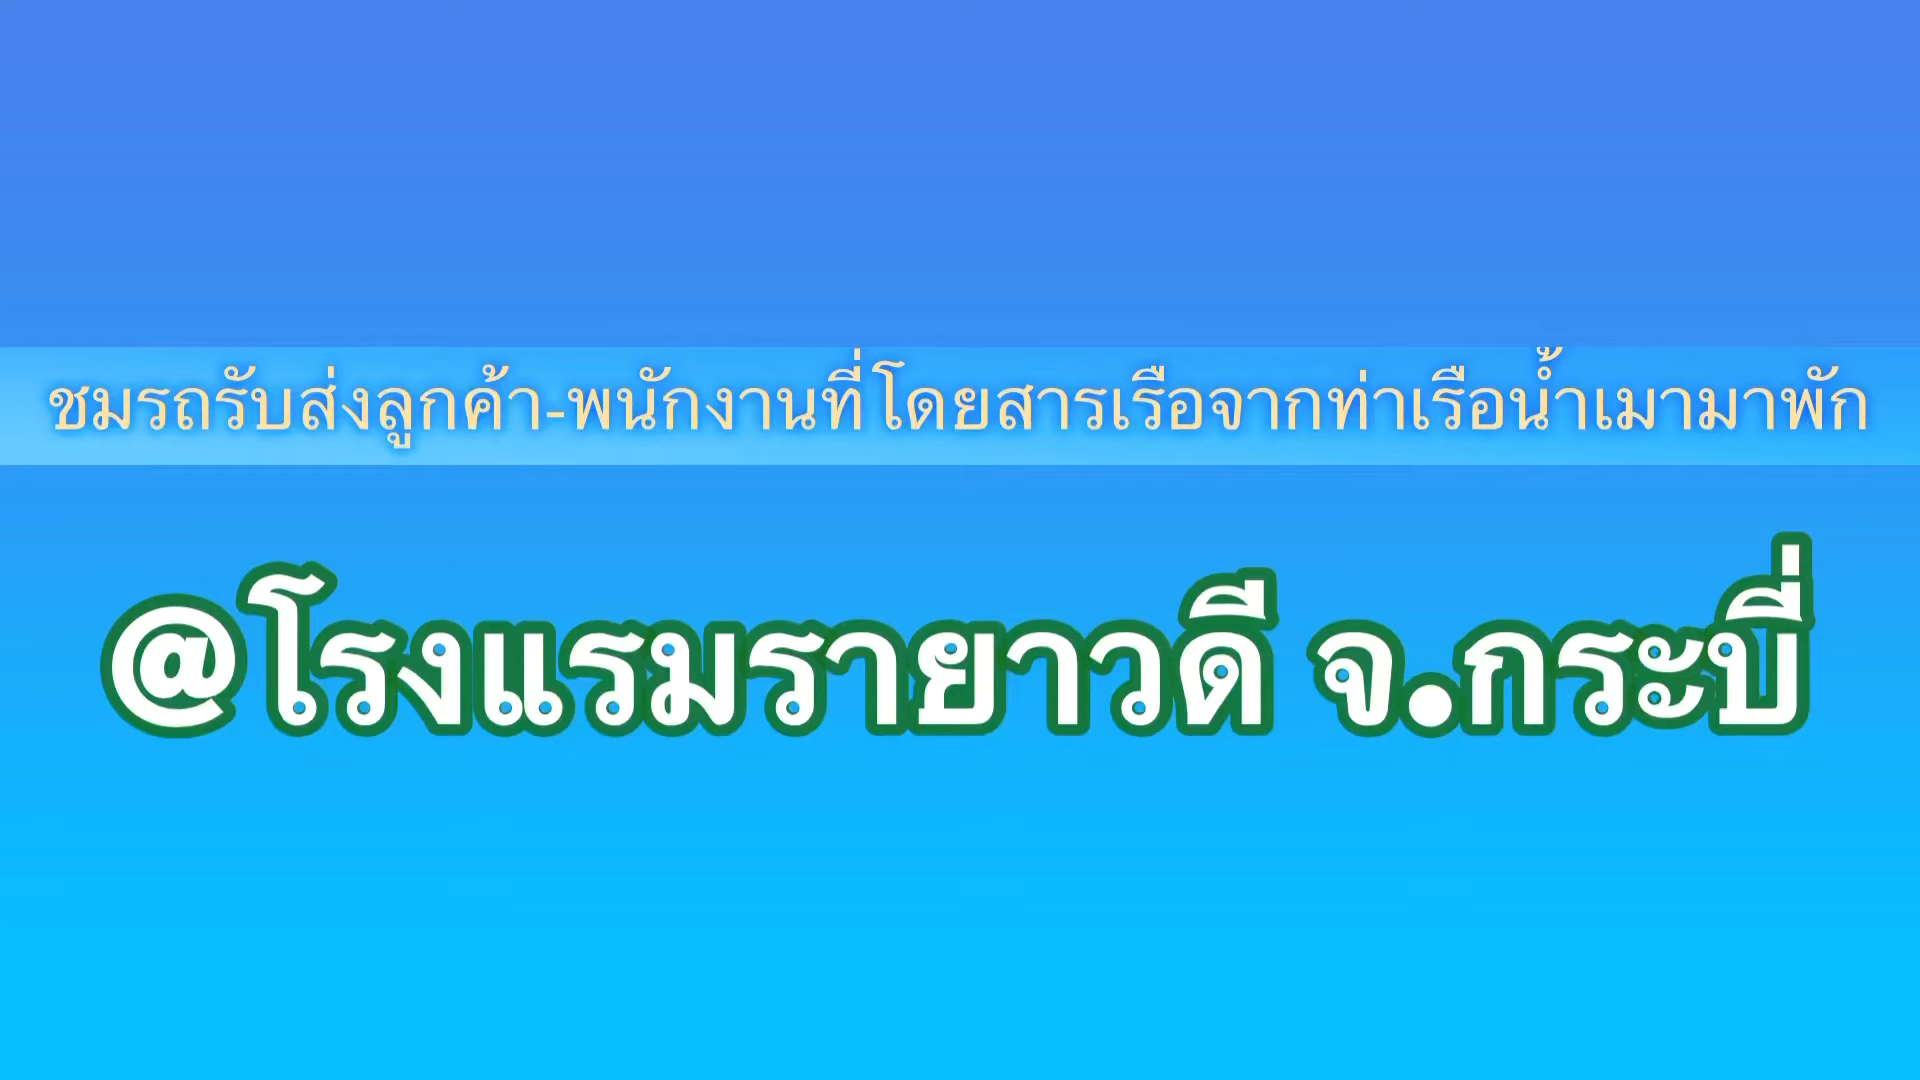 ชมรถรับส่งลูกค้า-พนักงานที่โดยสารเรือจากท่าเรือน้ำเมามาพัก
@โรงแรมรายาวดี จ.กระบี่